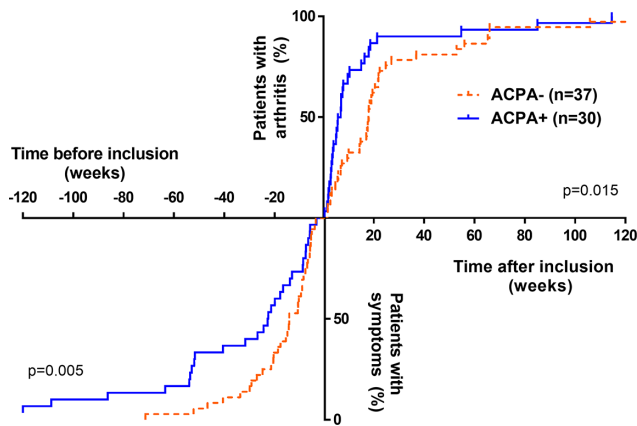 100
Patients with
arthritis (%)
50
ACPA- (n=37)
ACPA+ (n=30)
Time before inclusion
(weeks)
p=0.015
-120 -100 -80 -60 -40 -20
20 40 60 80 100 120
Time after inclusion
(weeks)
50
Patients with
symptoms (%)
p=0.005
0